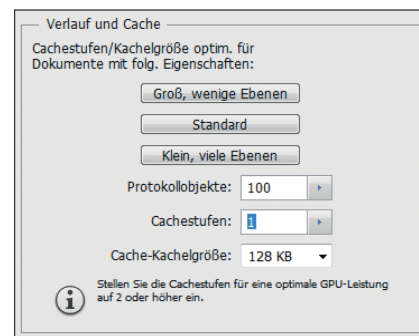 Verlauf und Cache
Cachestufen/Kachelgröße optim. für
Dokumente mit folg. Eigenschaften:
Groß, wenige Ebenen
Standard
Klein, viele Ebenen
Protokollobjekte: 100
Cachestufen: 1
Cache-Kachelgröße: 128 KB
Stellen Sie die Cachestufen für eine optimale GPU-Leistung
auf 2 oder höher ein.